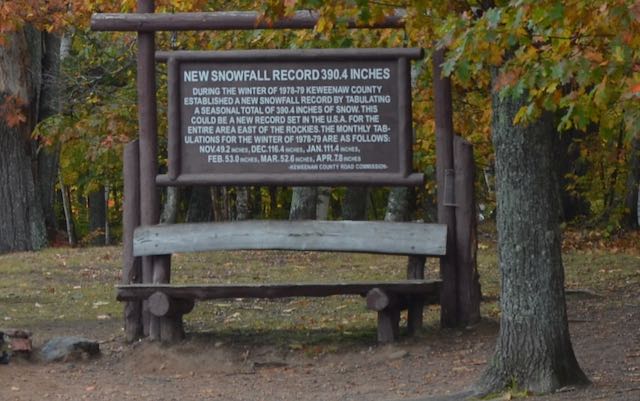 NEW SNOWFALL RECORD 390.4 INCHES
DURING THE WINTER OF 1978-79 KEWEENAW COUNTY
ESTABLISHED A NEW SNOWFALL RECORD BY TABULATING
A SEASONAL TOTAL OF 390.4 INCHES OF SNOW. THIS
COULD BE A NEW RECORD SET IN THE U.S.A. FOR THE
ENTIRE AREA EAST OF THE ROCKIES. THE MONTHLY TAB-
ULATIONS FOR THE WINTER OF 1978-79 ARE AS FOLLOWS:
NOV. 49.2 INCHES, DEC. 116.4 INCHES, JAN. 111.4 INCHES,
FEB. 53.0 INCHES, MAR. 52.6 INCHES, APR. 7.8 INCHES
-KEWEENAW COUNTY ROAD COMMISSION-